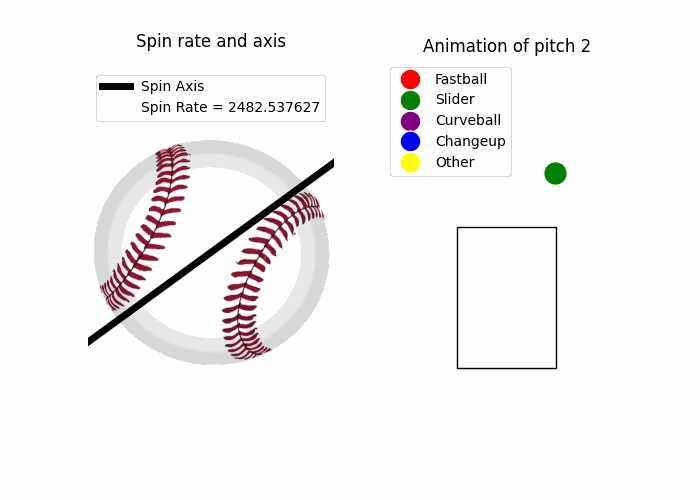 Spin rate and axis
Spin Axis
Spin Rate = 2482.537627
Animation of pitch 2
Fastball
Slider
Curveball
Changeup
Other